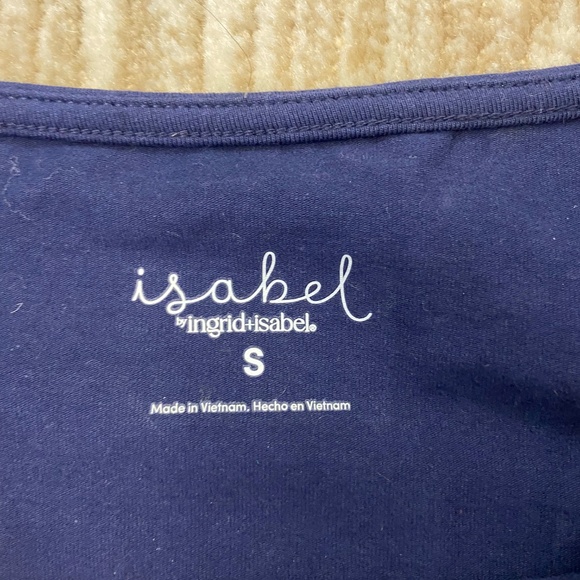 isabel
by ingrid+isabel®
S
Made in Vietnam. Hecho en Vietnam